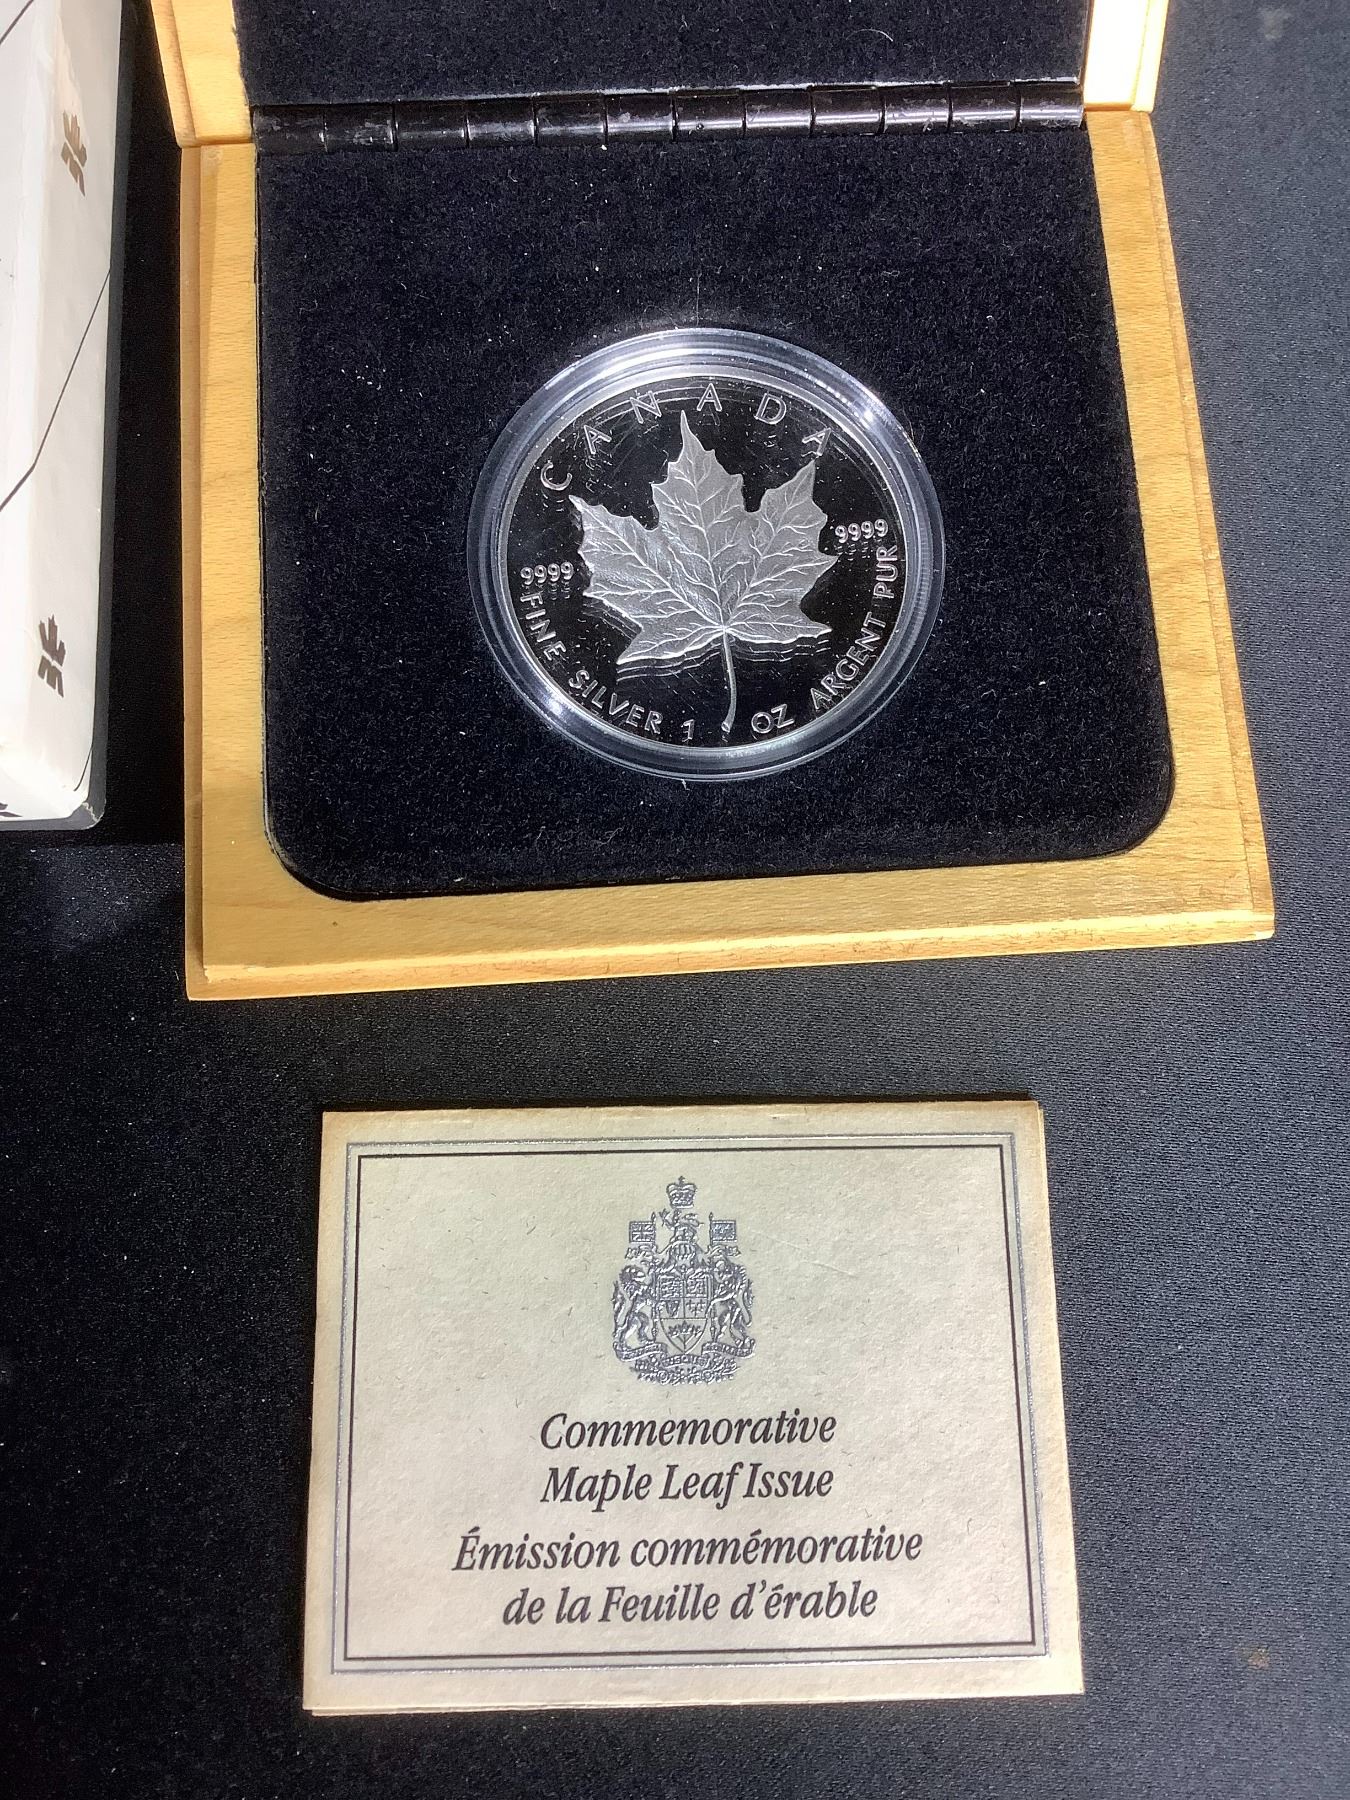 CANADA
9999
9999
FINE SILVER 1 OZ ARGENT PUR
Commemorative
Maple Leaf Issue
Émission commémorative
de la Feuille d'érable